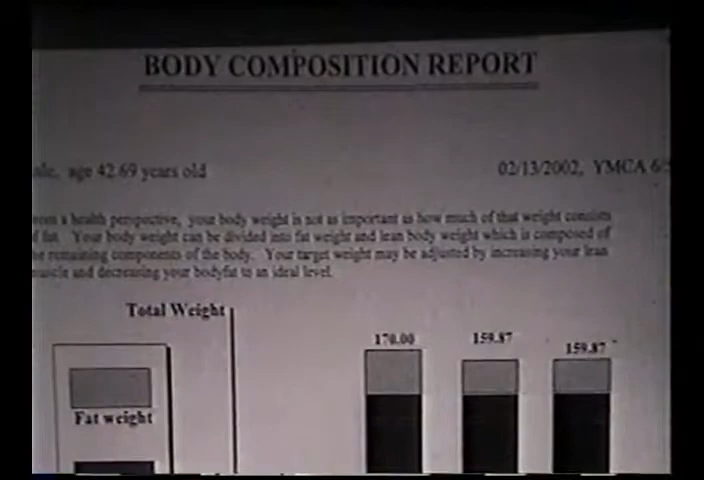 BODY COMPOSITION REPORT
ale, age 42.69 years old
02/13/2002, YMCA 6/
rom a health perspective, your body weight is not as important as how much of that weight consists
f fat. Your body weight can be divided into fat weight and lean body weight which is composed of
he remaining components of the body. Your target weight may be adjusted by increasing your lean
muscle and decreasing your bodyfat to an ideal level.
Total Weight
170.00
159.87
159.87
Fat weight